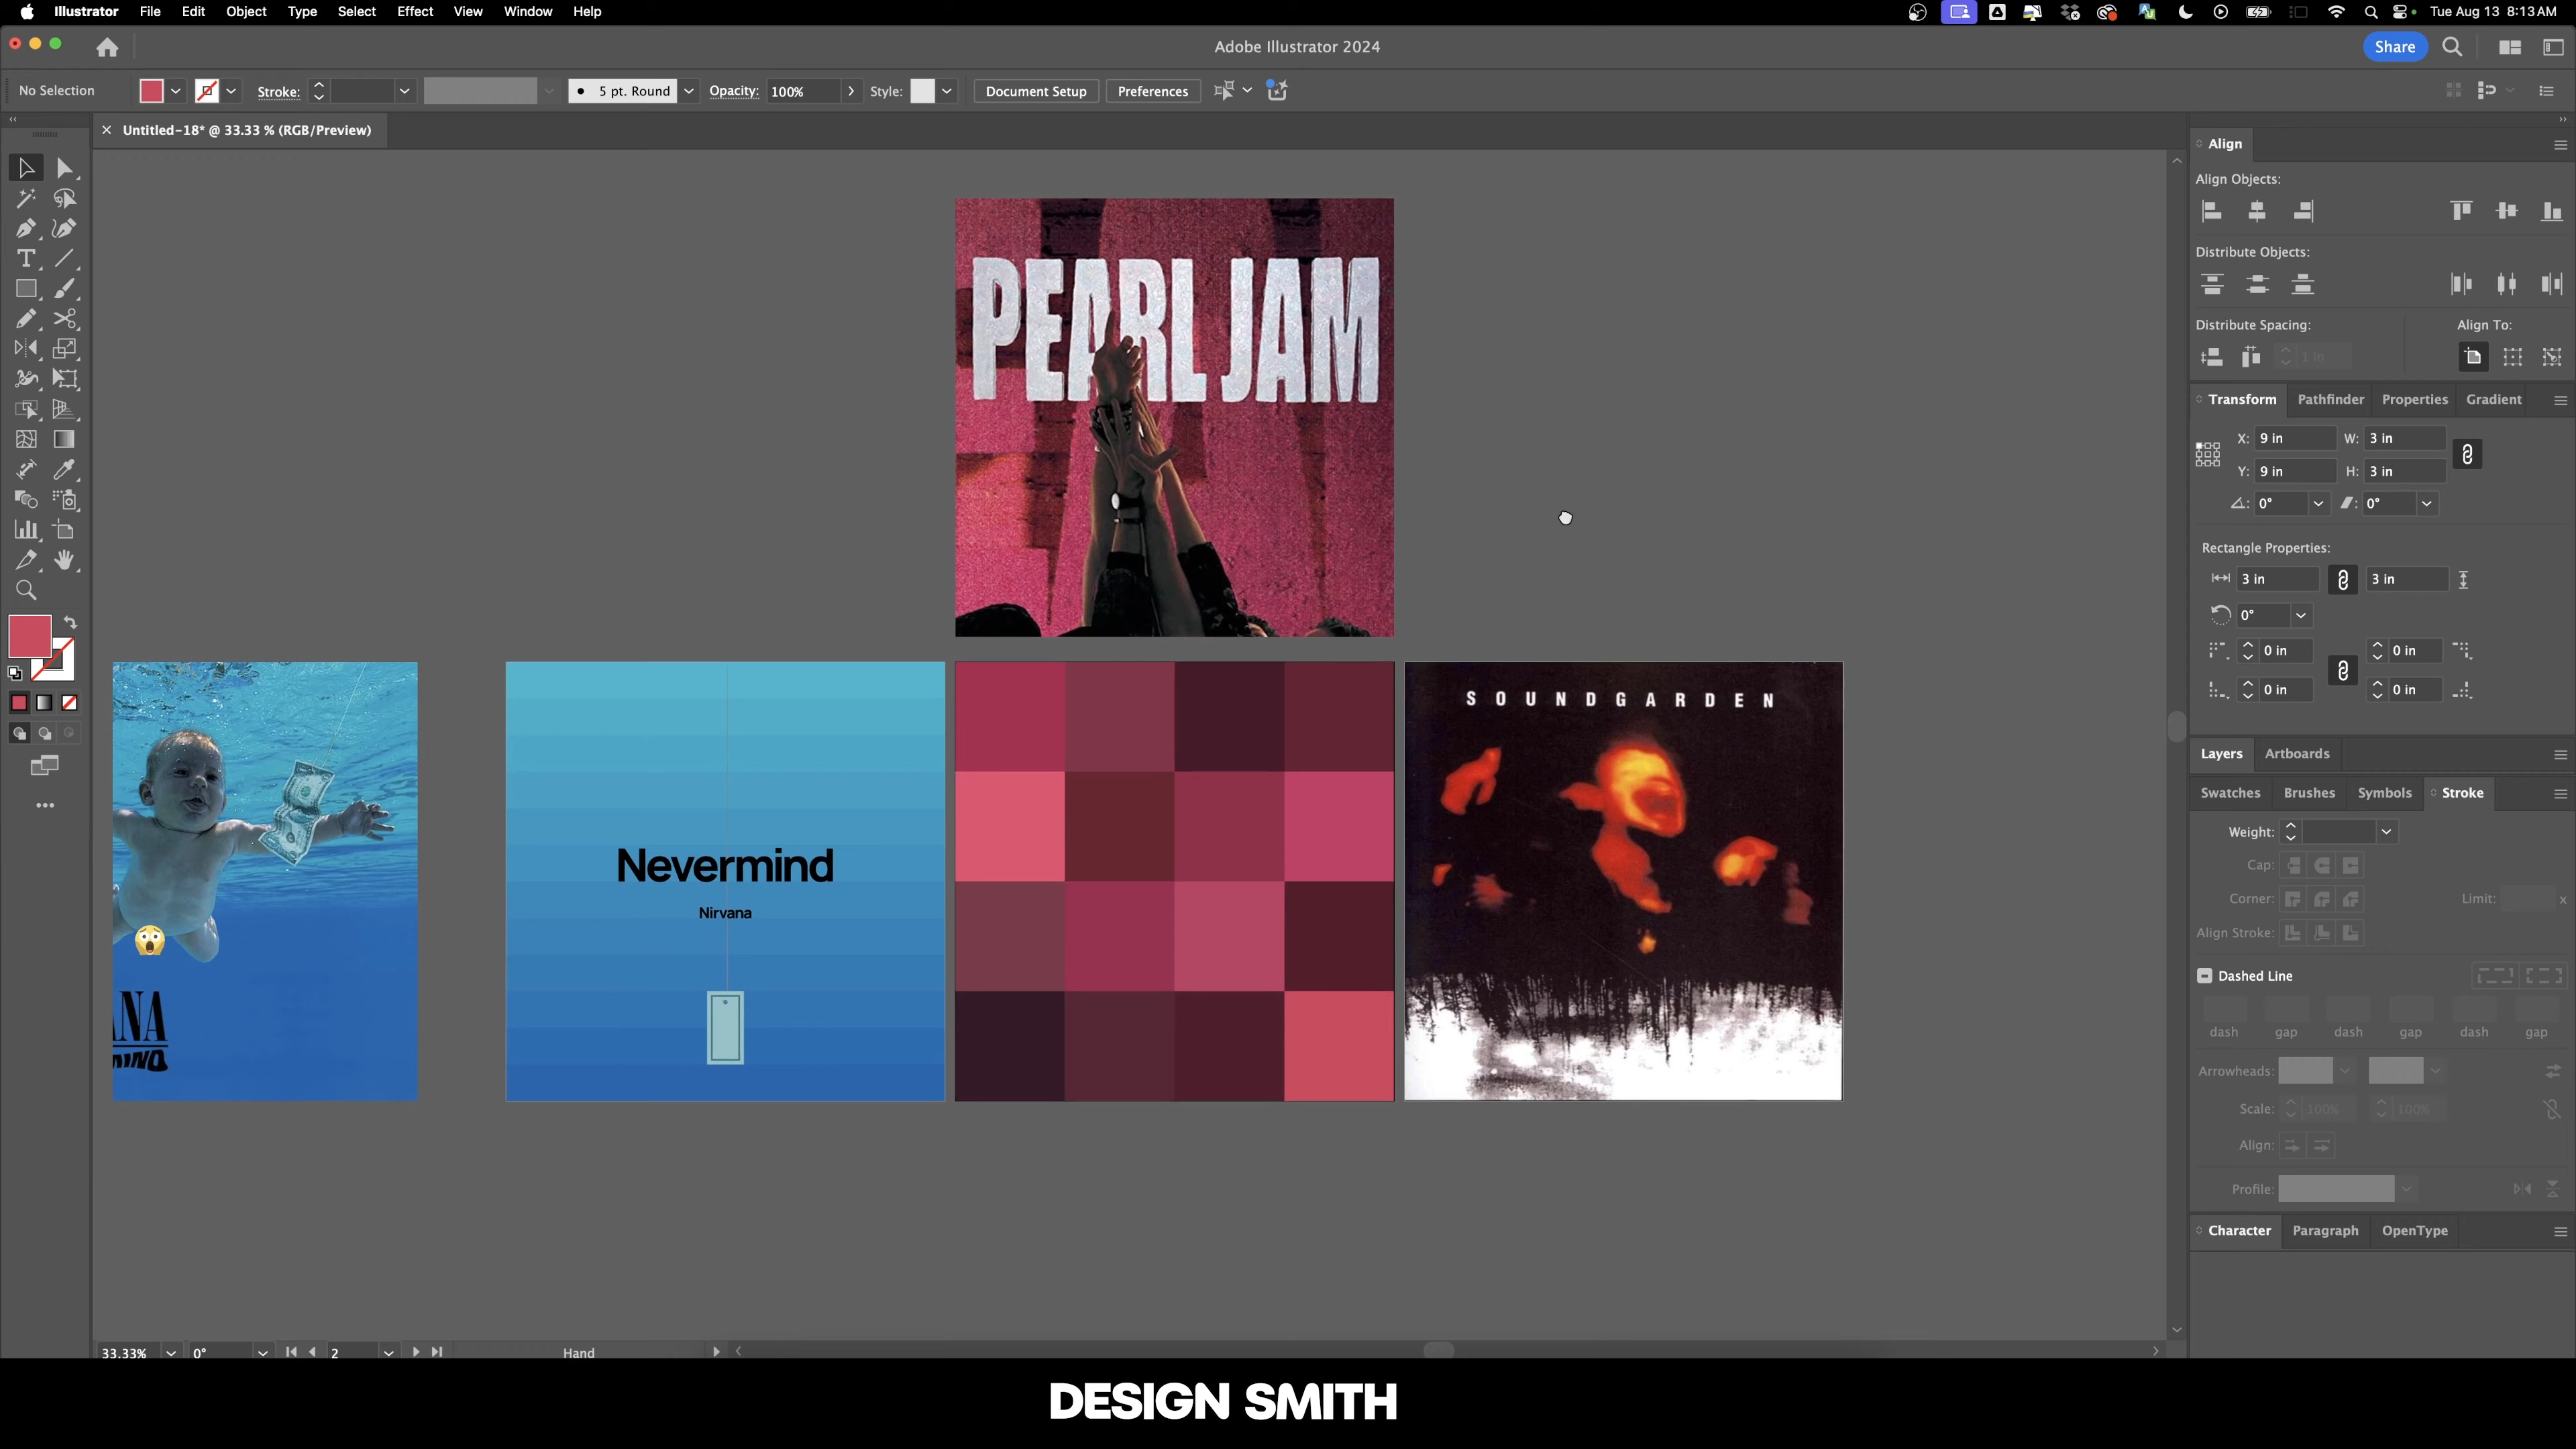 Illustrator File Edit Object Type Select Effect View Window Help Tue Aug 13 8:13 AM
Adobe Illustrator 2024 Share
No Selection Stroke: 5 pt. Round Opacity: 100% Style: Document Setup Preferences
Untitled-18* @ 33.33 % (RGB/Preview)
Align
Align Objects:
Distribute Objects:
Distribute Spacing: Align To:
1 in
Transform Pathfinder Properties Gradient
X: 9 in W: 3 in
Y: 9 in H: 3 in
0° 0°
Rectangle Properties:
3 in 3 in
0°
0 in 0 in
0 in 0 in
Layers Artboards
Swatches Brushes Symbols Stroke
Weight:
Cap:
Corner: Limit: x
Align Stroke:
Dashed Line
dash gap dash gap dash gap
Arrowheads:
Scale: 100% 100%
Align:
Profile:
Character Paragraph OpenType
PEARL JAM
ANA
Nevermind
Nirvana
SOUNDGARDEN
33.33% 0° 2 Hand
DESIGN SMITH